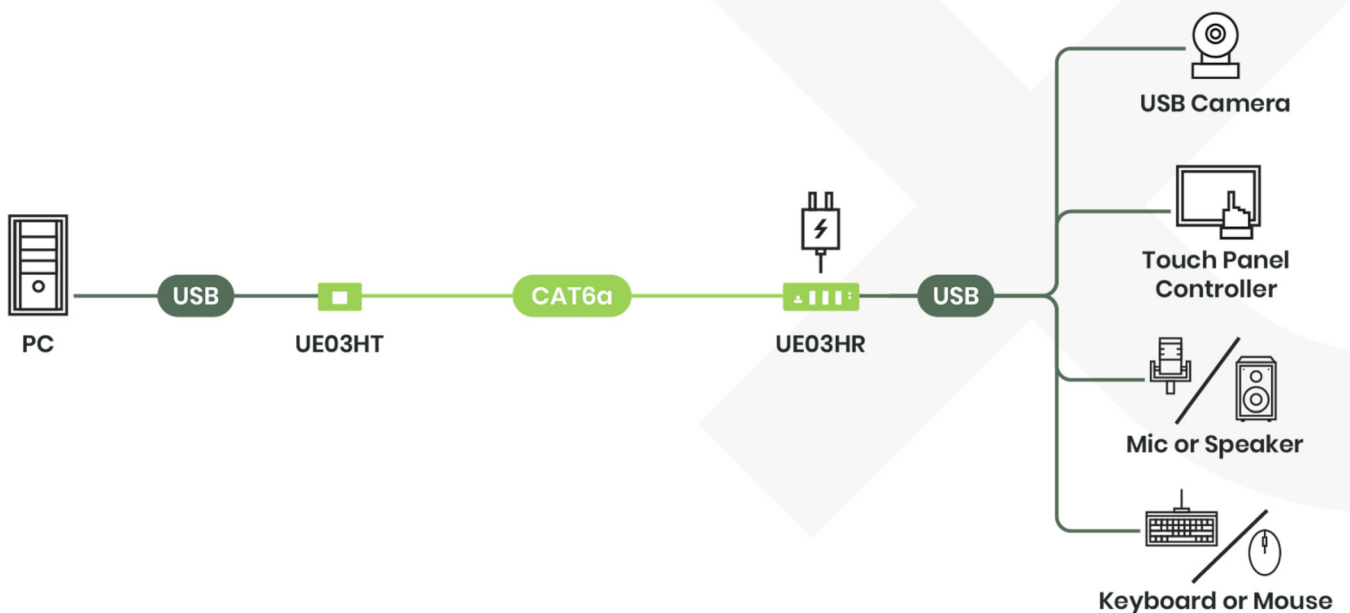 USB Camera
Touch Panel
Controller
PC
USB
UE03HT
CAT6a
UE03HR
USB
Mic or Speaker
Keyboard or Mouse